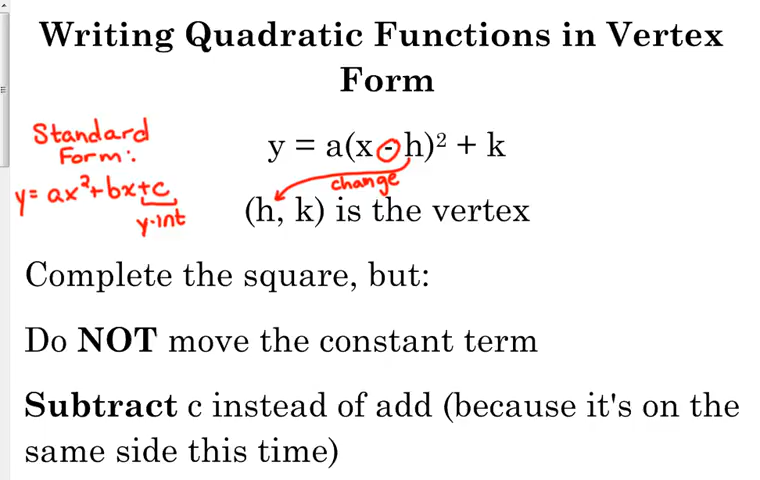 Writing Quadratic Functions in Vertex
Form
Standard
Form:
y = a(x - h)² + k
change
y= ax²+bx+c
y-int
(h, k) is the vertex
Complete the square, but:
Do NOT move the constant term
Subtract c instead of add (because it's on the
same side this time)